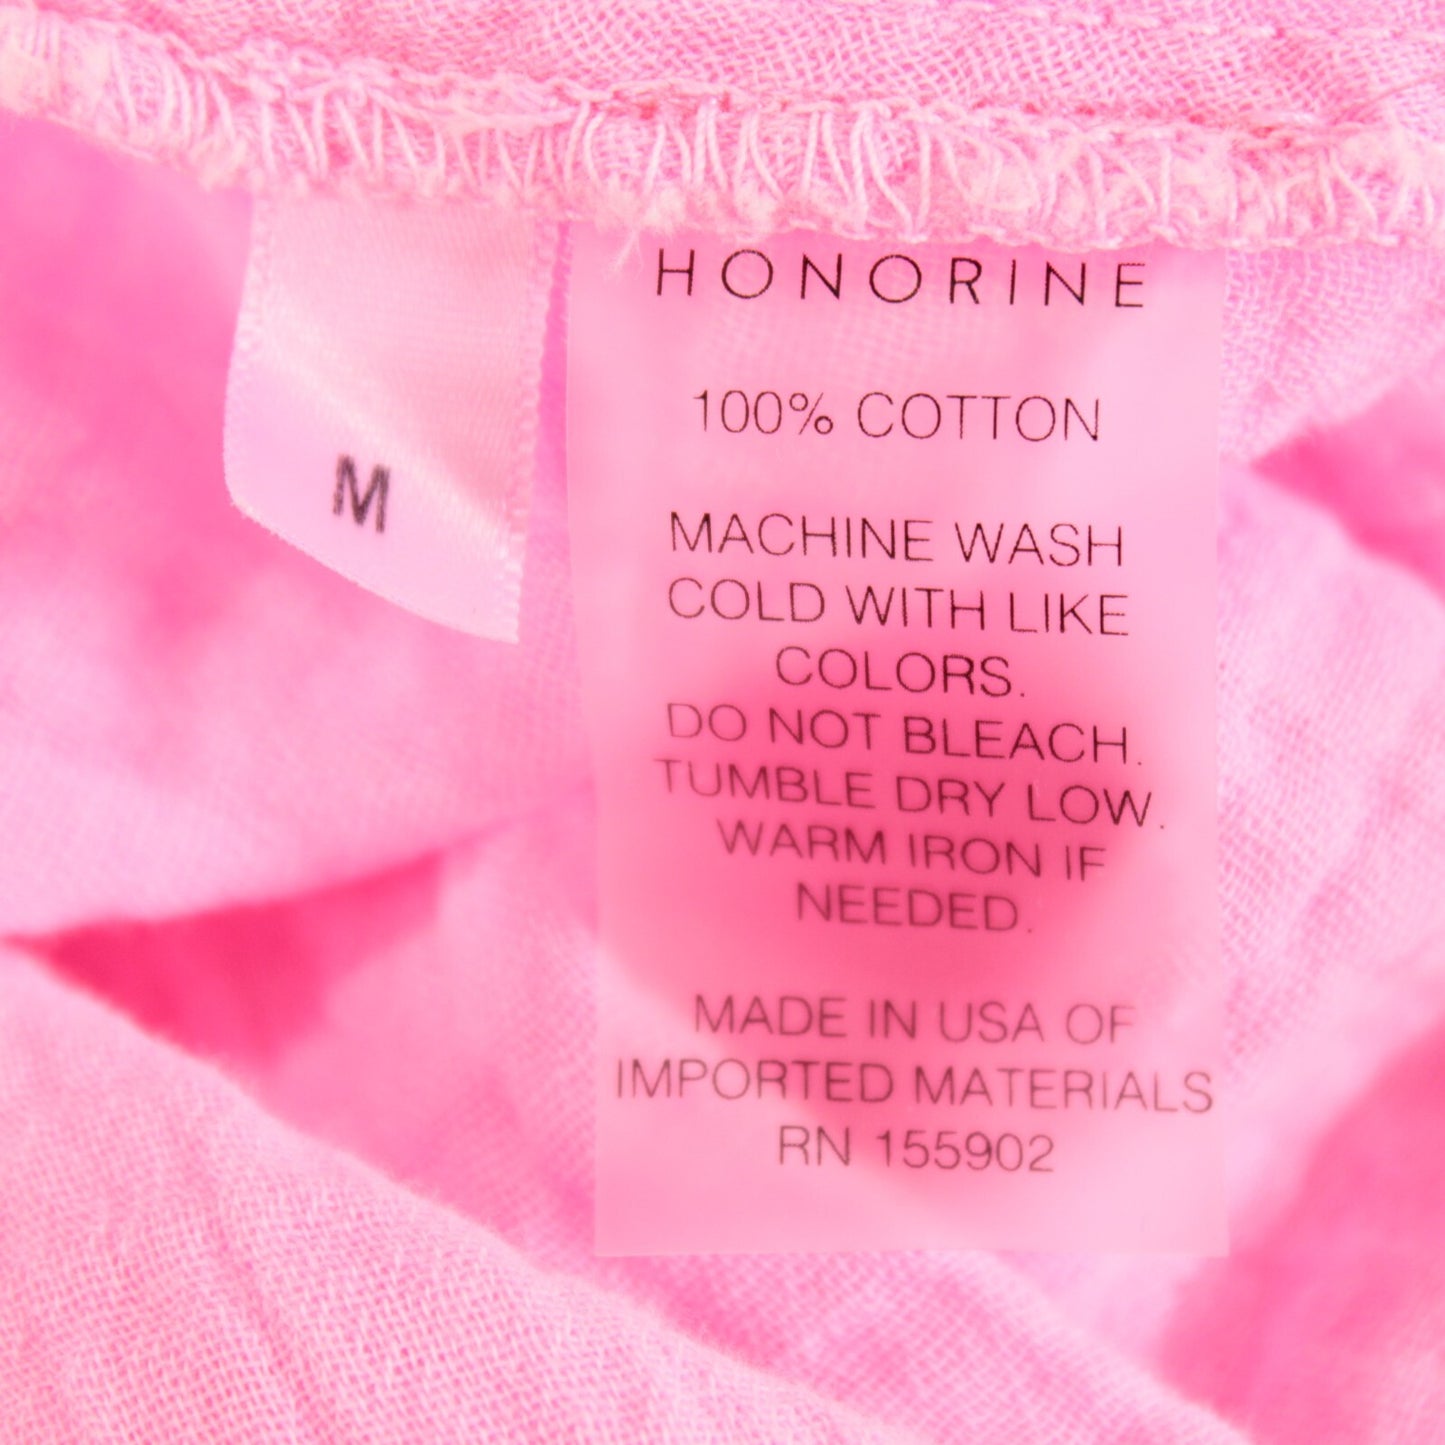 HONORINE
100% COTTON
M
MACHINE WASH
COLD WITH LIKE
COLORS.
DO NOT BLEACH.
TUMBLE DRY LOW.
WARM IRON IF
NEEDED.
MADE IN USA OF
IMPORTED MATERIALS
RN 155902